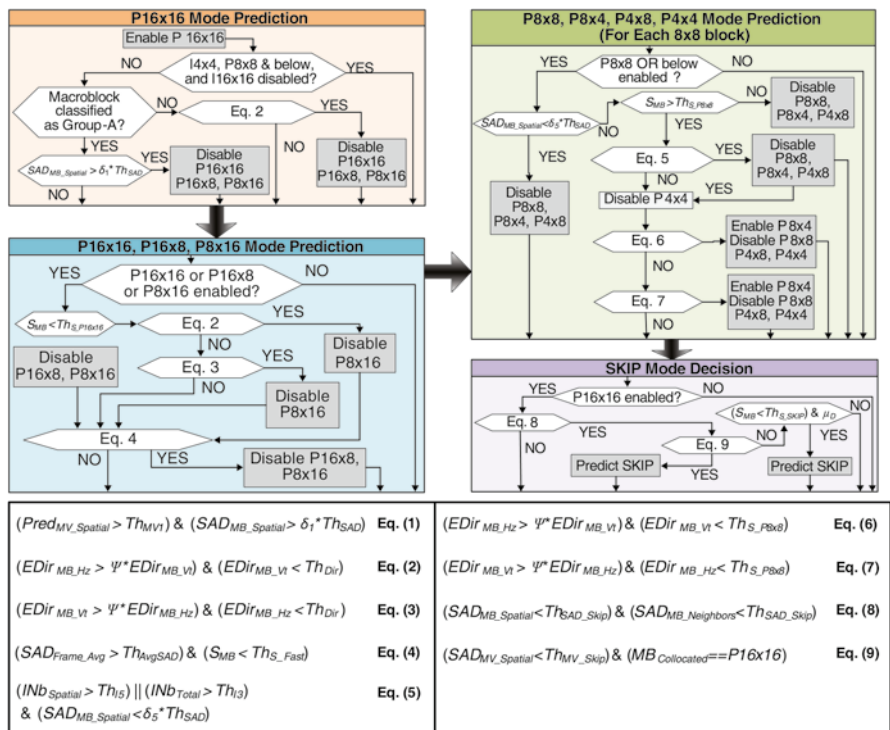 P16x16 Mode Prediction
Enable P 16x16
I4x4, P8x8 & below,
and I16x16 disabled?
NO
YES
Macroblock
classified
as Group-A?
NO
Eq. 2
YES
YES
NO
SAD_MB_Spatial > δ1*Th_SAD
YES
NO
Disable
P16x16
P16x8, P8x16
Disable
P16x16
P16x8, P8x16
P16x16, P16x8, P8x16 Mode Prediction
P16x16 or P16x8
or P8x16 enabled?
YES
NO
S_MB<Th_S_P16x16
Eq. 2
YES
NO
Disable
P16x8, P8x16
Eq. 3
YES
NO
Disable
P8x16
Disable
P8x16
Eq. 4
NO
YES
Disable P16x8,
P8x16
P8x8, P8x4, P4x8, P4x4 Mode Prediction
(For Each 8x8 block)
P8x8 OR below
enabled ?
YES
NO
SAD_MB_Spatial<δ5*Th_SAD
NO
S_MB>Th_S_P8x8
NO
Disable
P8x8,
P8x4, P4x8
YES
YES
Eq. 5
YES
Disable
P8x8,
P8x4, P4x8
NO
YES
Disable P4x4
Disable
P8x8,
P8x4, P4x8
Eq. 6
Enable P8x4
Disable P8x8
P4x8, P4x4
NO
Eq. 7
Enable P8x4
Disable P8x8
P4x8, P4x4
NO
SKIP Mode Decision
P16x16 enabled?
YES
NO
Eq. 8
YES
NO
Eq. 9
NO
YES
(S_MB<Th_S_SKIP) & μ_D
NO
YES
Predict SKIP
Predict SKIP
(Pred_MV_Spatial > Th_MV1) & (SAD_MB_Spatial > δ1*Th_SAD) Eq. (1)
(EDir_MB_Hz > Ψ*EDir_MB_Vt) & (EDir_MB_Vt < Th_Dir) Eq. (2)
(EDir_MB_Vt > Ψ*EDir_MB_Hz) & (EDir_MB_Hz < Th_Dir) Eq. (3)
(SAD_Frame_Avg > Th_AvgSAD) & (S_MB < Th_S_Fast) Eq. (4)
(INb_Spatial > Th_I5) || (INb_Total > Th_I3) Eq. (5)
& (SAD_MB_Spatial < δ5*Th_SAD)
(EDir_MB_Hz > Ψ*EDir_MB_Vt) & (EDir_MB_Vt < Th_S_P8x8) Eq. (6)
(EDir_MB_Vt > Ψ*EDir_MB_Hz) & (EDir_MB_Hz < Th_S_P8x8) Eq. (7)
(SAD_MB_Spatial<Th_SAD_Skip) & (SAD_MB_Neighbors<Th_SAD_Skip) Eq. (8)
(SAD_MV_Spatial<Th_MV_Skip) & (MB_Collocated==P16x16) Eq. (9)